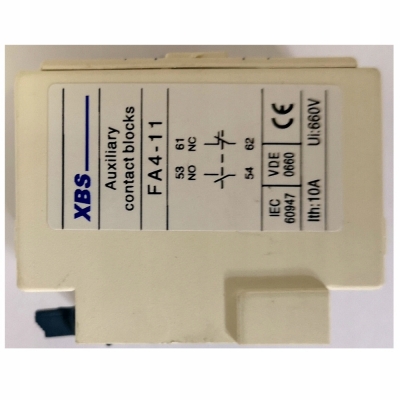 XBS
Auxiliary
contact blocks
FA4-11
53 61
NO NC
54 62
IEC 60947
VDE 0660
CE
Ith:10A Ui:660V